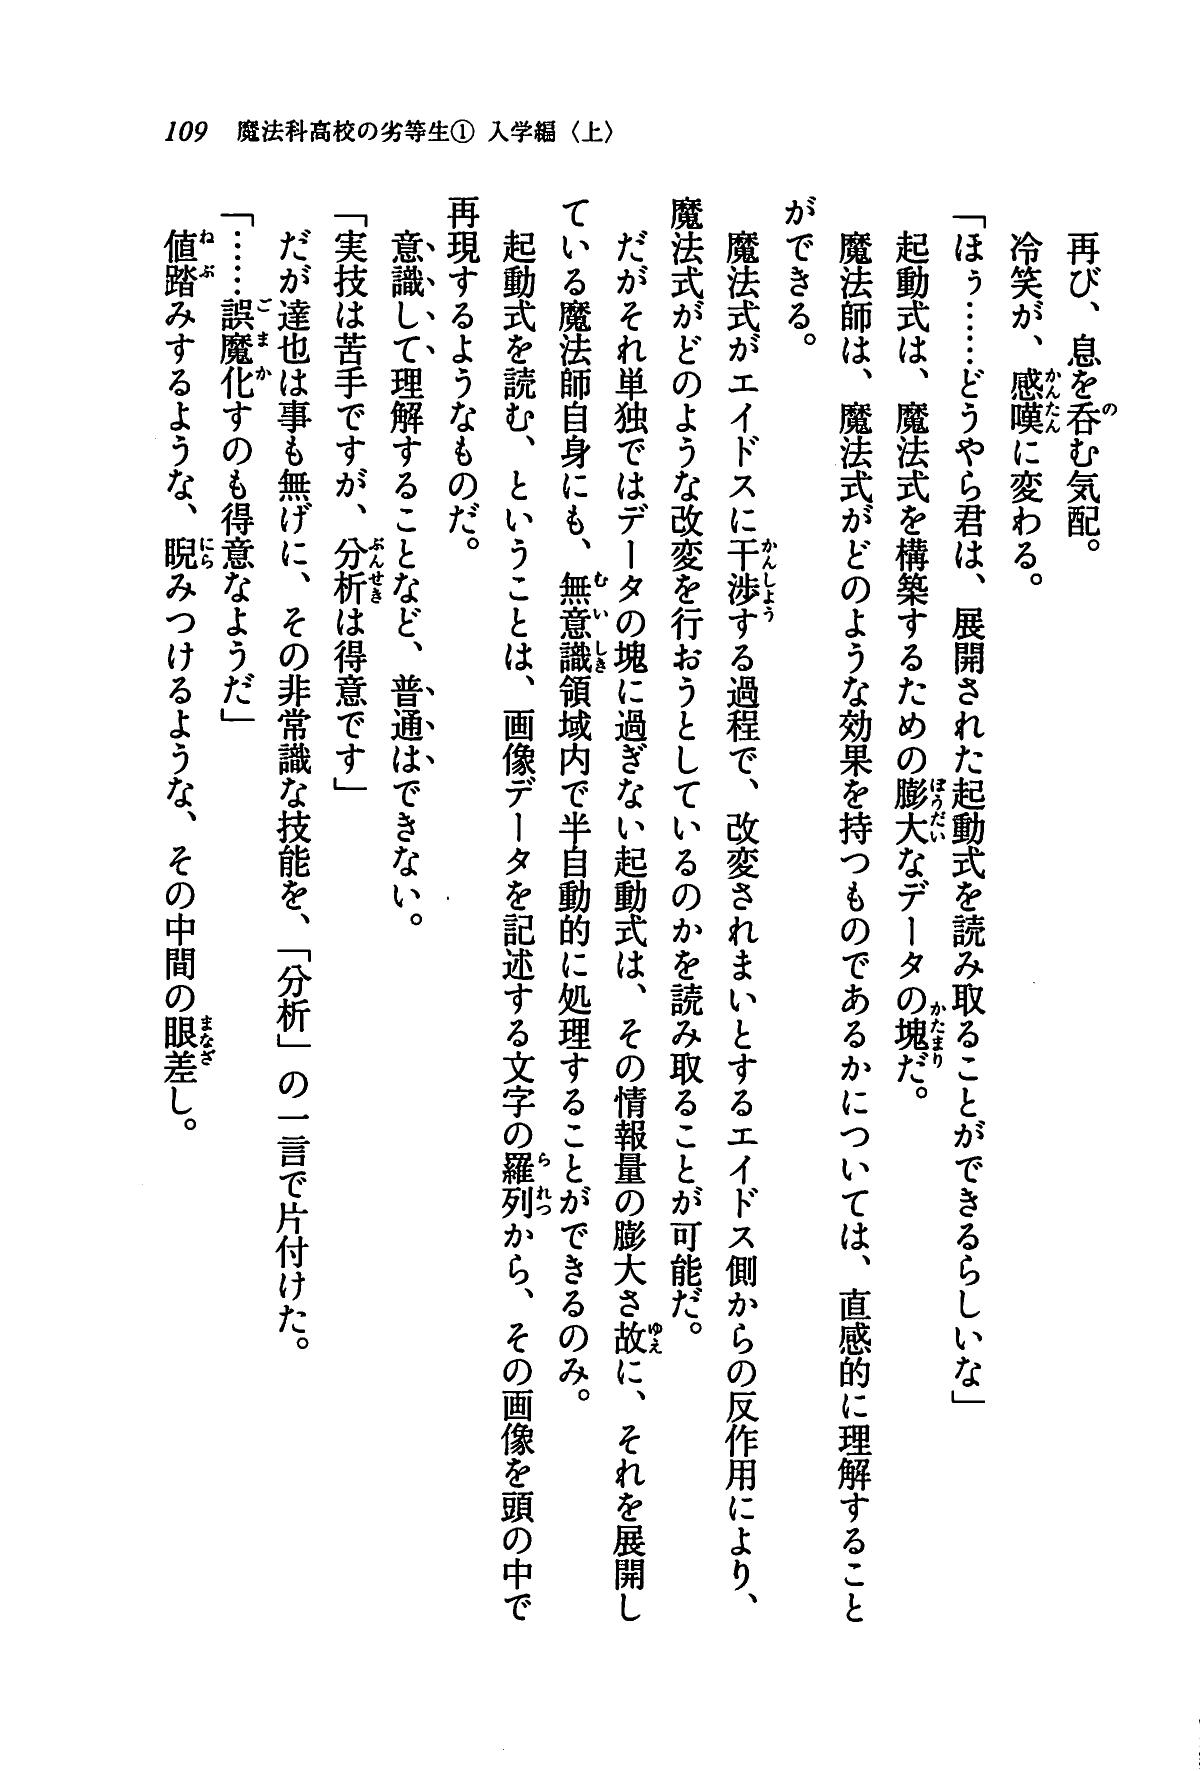 109 魔法科高校の劣等生① 入学編〈上〉
再び、息を呑む気配。
冷笑が、感嘆に変わる。
「ほぅ……どうやら君は、展開された起動式を読み取ることができるらしいな」
起動式は、魔法式を構築するための膨大なデータの塊だ。
魔法師は、魔法式がどのような効果を持つものであるかについては、直感的に理解すること
ができる。
魔法式がエイドスに干渉する過程で、改変されまいとするエイドス側からの反作用により、
魔法式がどのような改変を行おうとしているのかを読み取ることが可能だ。
だがそれ単独ではデータの塊に過ぎない起動式は、その情報量の膨大さ故に、それを展開し
ている魔法師自身にも、無意識領域内で半自動的に処理することができるのみ。
起動式を読む、ということは、画像データを記述する文字の羅列から、その画像を頭の中で
再現するようなものだ。
意識して理解することなど、普通はできない。
「実技は苦手ですが、分析は得意です」
だが達也は事も無げに、その非常識な技能を、「分析」の一言で片付けた。
「……誤魔化すのも得意なようだ」
値踏みするような、睨みつけるような、その中間の眼差し。